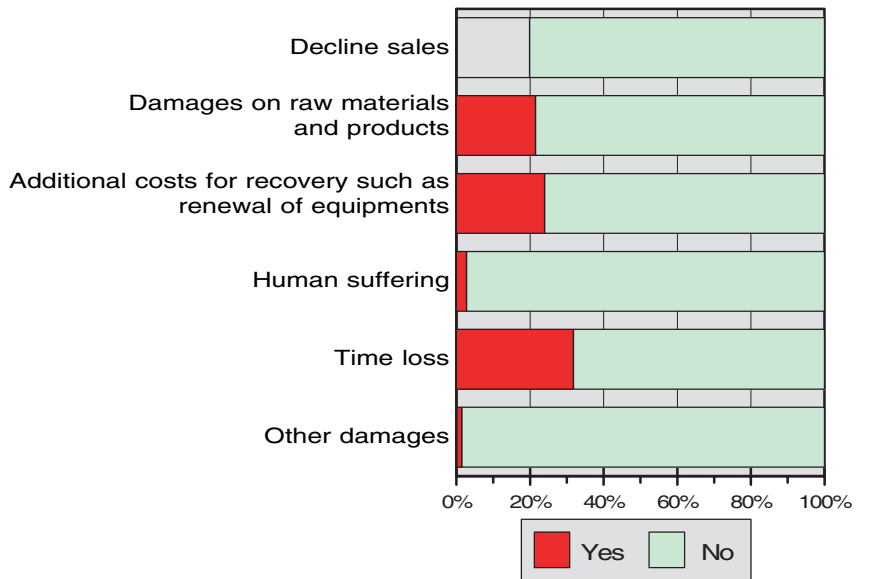 Decline sales
Damages on raw materials
and products
Additional costs for recovery such as
renewal of equipments
Human suffering
Time loss
Other damages
0% 20% 40% 60% 80% 100%
Yes No